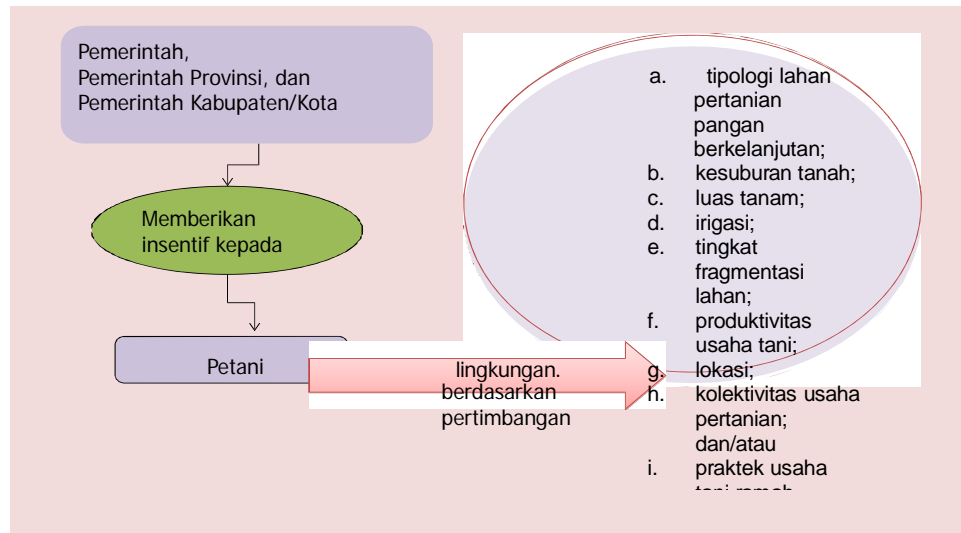 Pemerintah,
Pemerintah Provinsi, dan
Pemerintah Kabupaten/Kota
Memberikan
insentif kepada
Petani
lingkungan.
berdasarkan
pertimbangan
a. tipologi lahan
pertanian
pangan
berkelanjutan;
b. kesuburan tanah;
c. luas tanam;
d. irigasi;
e. tingkat
fragmentasi
lahan;
f. produktivitas
usaha tani;
g. lokasi;
h. kolektivitas usaha
pertanian;
dan/atau
i. praktek usaha
tani ramah